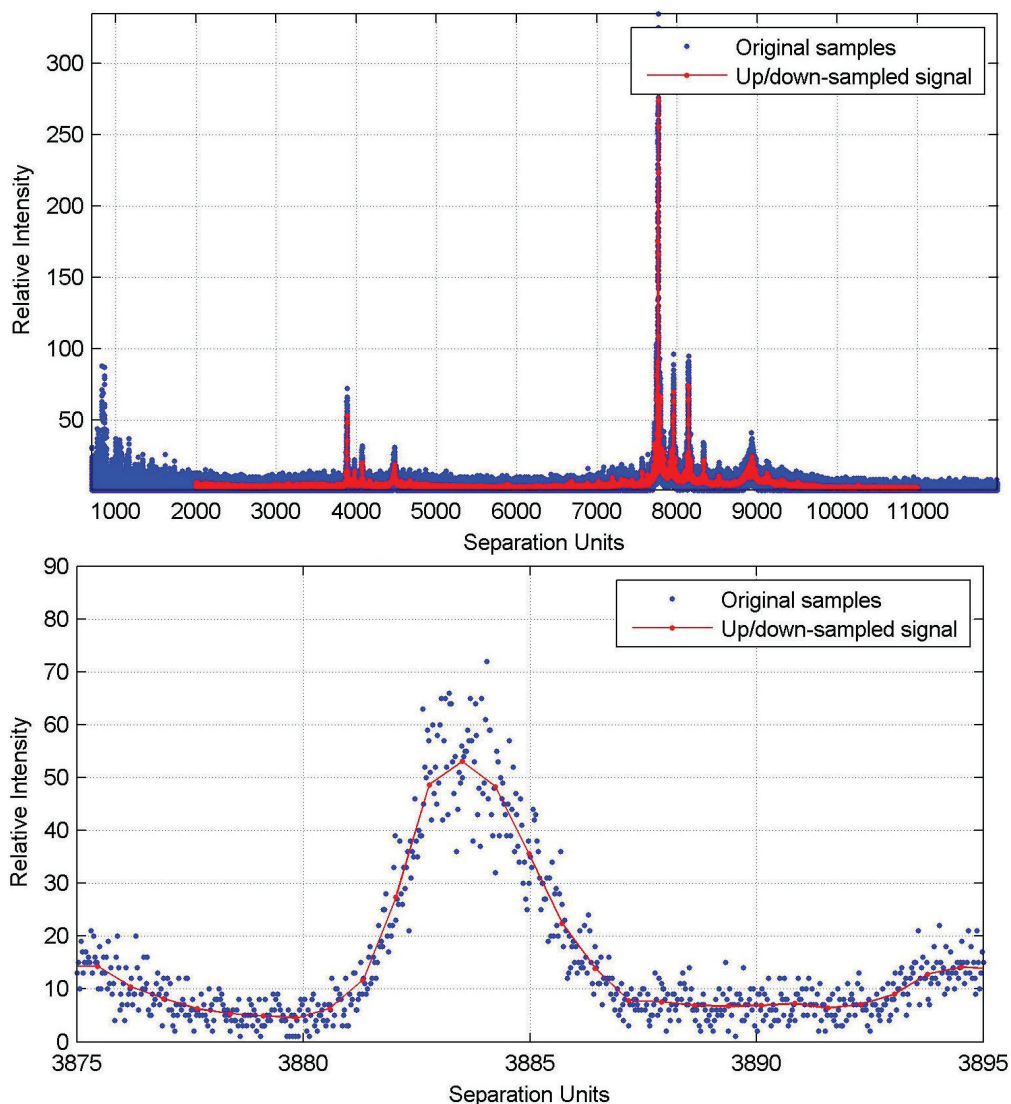 300
250
200
150
100
50
Relative Intensity
Original samples
Up/down-sampled signal
1000 2000 3000 4000 5000 6000 7000 8000 9000 10000 11000
Separation Units
90
80
70
60
50
40
30
20
10
0
Relative Intensity
Original samples
Up/down-sampled signal
3875 3880 3885 3890 3895
Separation Units